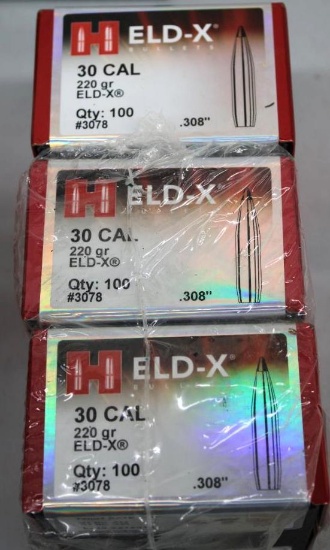 H ELD-X®
BULLETS
30 CAL
220 gr
ELD-X®
Qty: 100
#3078 .308"
H ELD-X®
30 CAL
220 gr
ELD-X®
Qty: 100
#3078 .308"
H ELD-X®
30 CAL
220 gr
ELD-X®
Qty: 100
#3078 .308"